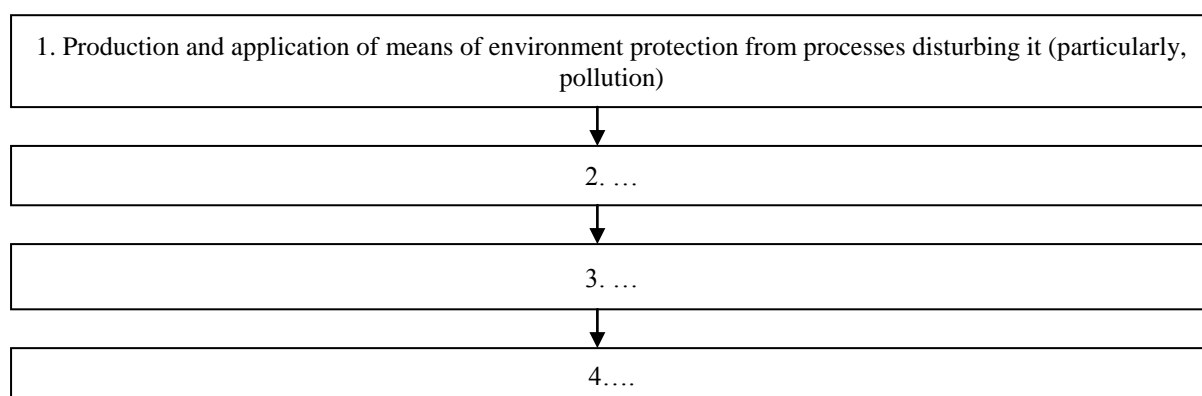 1. Production and application of means of environment protection from processes disturbing it (particularly,
pollution)
2. …
3. …
4….